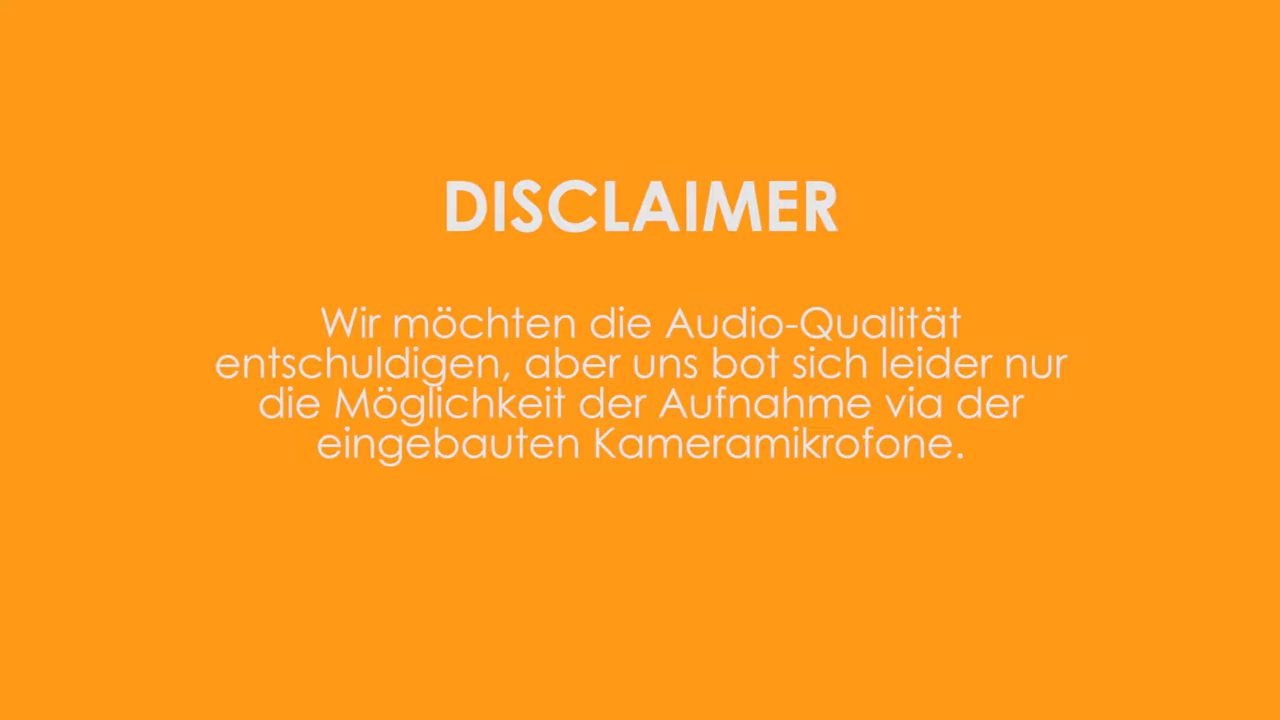 DISCLAIMER
Wir möchten die Audio-Qualität
entschuldigen, aber uns bot sich leider nur
die Möglichkeit der Aufnahme via der
eingebauten Kameramikrofone.